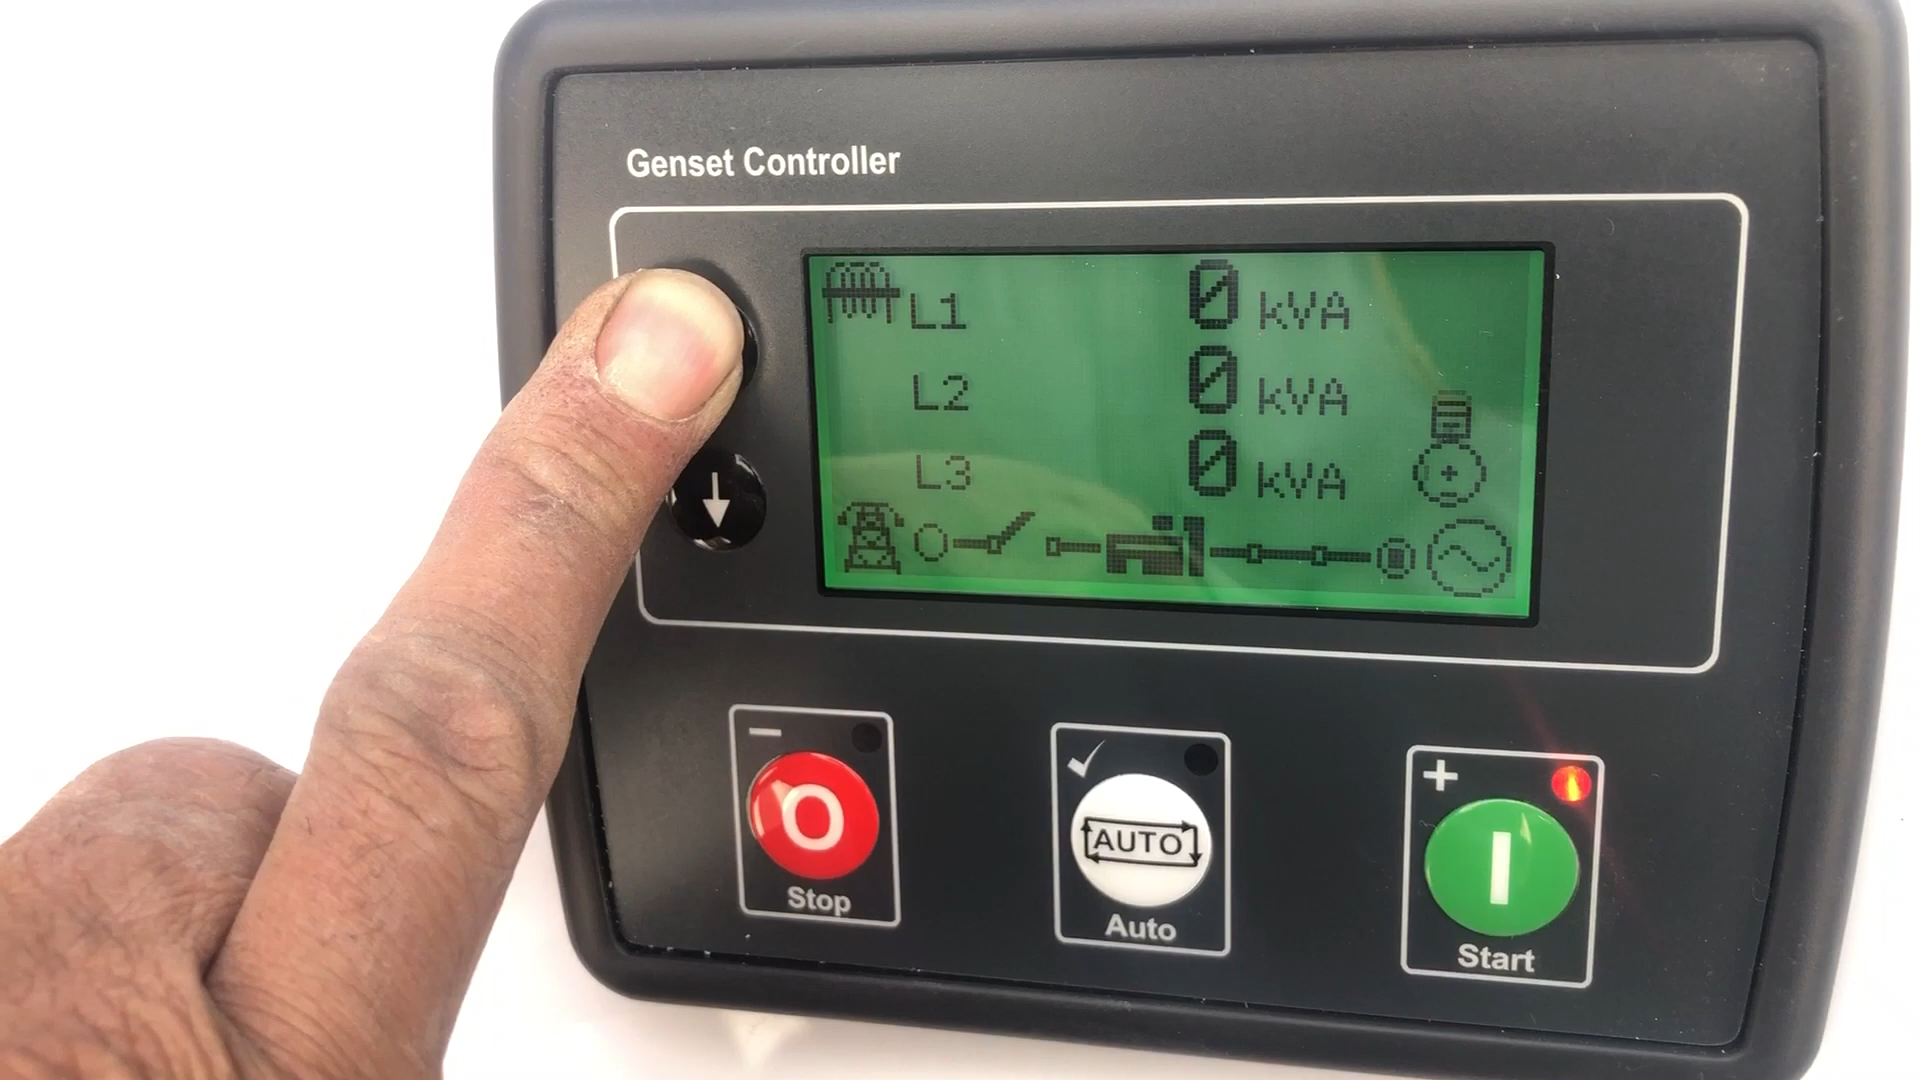 Genset Controller
L1 0 kVA
L2 0 kVA
L3 0 kVA
Stop
AUTO
Auto
Start